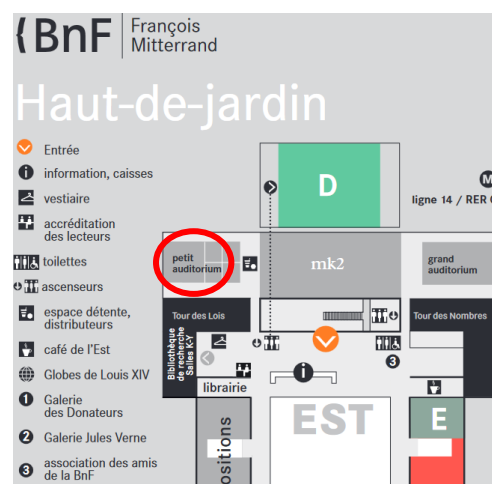 {BnF
François
Mitterrand
Haut-de-jardin
Entrée
i information, caisses
vestiaire
accréditation
des lecteurs
toilettes
ascenseurs
espace détente,
distributeurs
café de l'Est
Globes de Louis XIV
1 Galerie
des Donateurs
2 Galerie Jules Verne
3 association des amis
de la BnF
D
M
ligne 14 / RER
petit
auditorium
mk2
grand
auditorium
Tour des Lois
Tour des Nombres
Bibliothèque
de recherche
Salles K-Y
3
i
librairie
EST
E
ositions